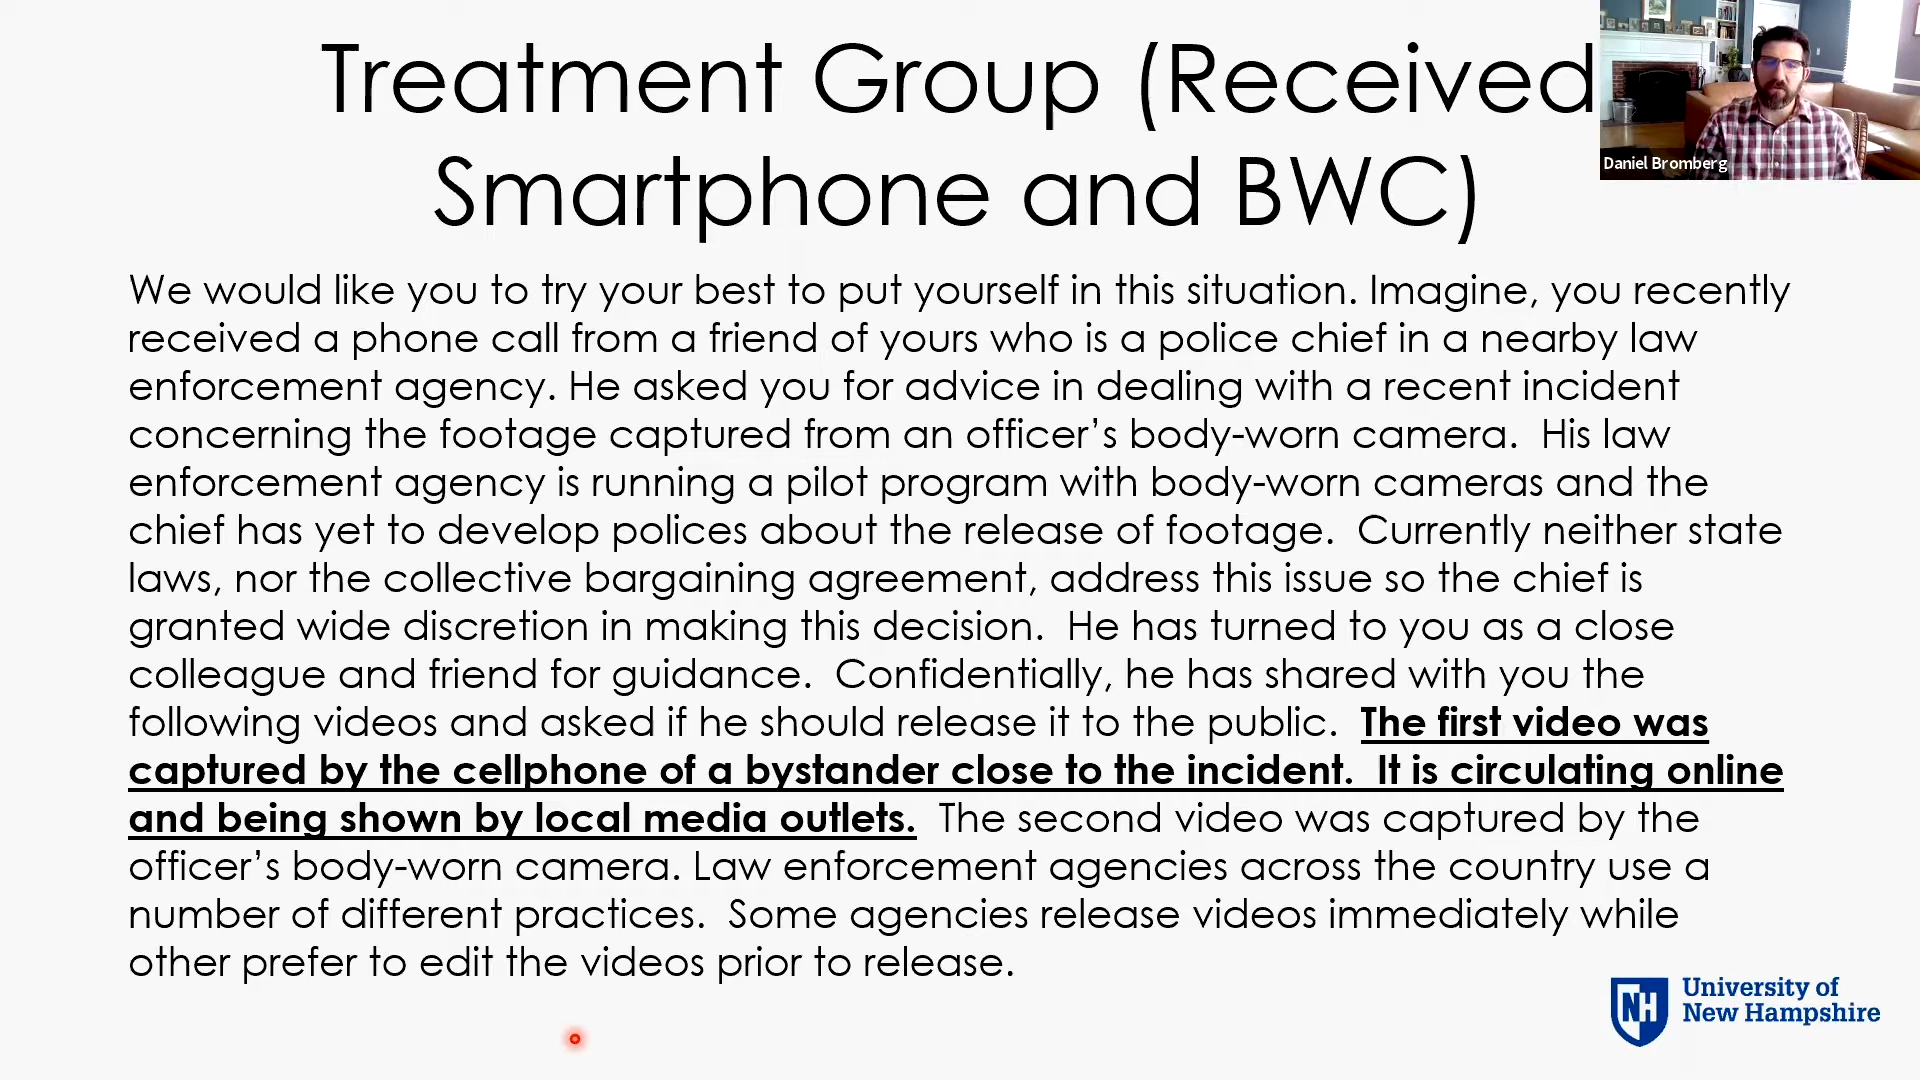 Treatment Group (Received
Smartphone and BWC)
Daniel Bromberg
We would like you to try your best to put yourself in this situation. Imagine, you recently
received a phone call from a friend of yours who is a police chief in a nearby law
enforcement agency. He asked you for advice in dealing with a recent incident
concerning the footage captured from an officer’s body-worn camera.  His law
enforcement agency is running a pilot program with body-worn cameras and the
chief has yet to develop polices about the release of footage.  Currently neither state
laws, nor the collective bargaining agreement, address this issue so the chief is
granted wide discretion in making this decision.  He has turned to you as a close
colleague and friend for guidance.  Confidentially, he has shared with you the
following videos and asked if he should release it to the public.  The first video was
captured by the cellphone of a bystander close to the incident.  It is circulating online
and being shown by local media outlets.  The second video was captured by the
officer’s body-worn camera. Law enforcement agencies across the country use a
number of different practices.  Some agencies release videos immediately while
other prefer to edit the videos prior to release.
NH
University of
New Hampshire